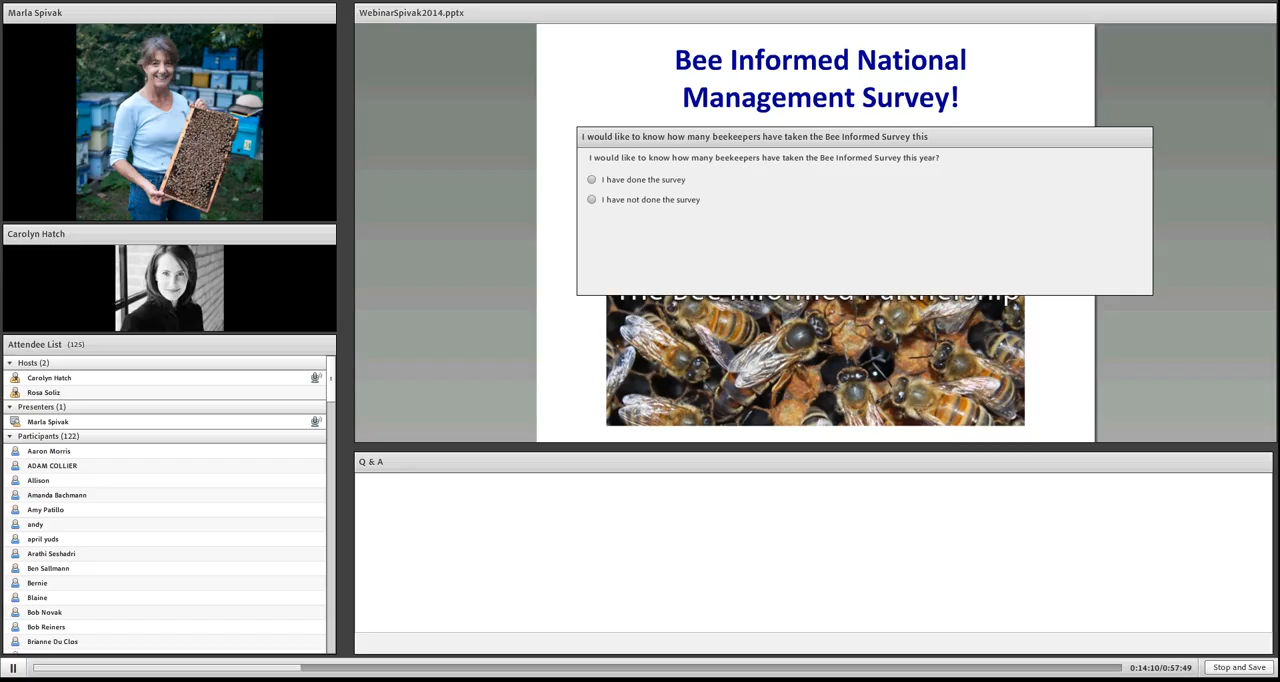 Marla Spivak
Carolyn Hatch
Attendee List (125)
Hosts (2)
Carolyn Hatch
Rosa Soliz
Presenters (1)
Marla Spivak
Participants (122)
Aaron Morris
ADAM COLLIER
Allison
Amanda Bachmann
Amy Patillo
andy
april yuds
Arathi Seshadri
Ben Sallmann
Bernie
Blaine
Bob Novak
Bob Reiners
Brianne Du Clos
WebinarSpivak2014.pptx
Bee Informed National
Management Survey!
I would like to know how many beekeepers have taken the Bee Informed Survey this
I would like to know how many beekeepers have taken the Bee Informed Survey this year?
I have done the survey
I have not done the survey
The Bee Informed Partnership
Q & A
0:14:10/0:57:49
Stop and Save